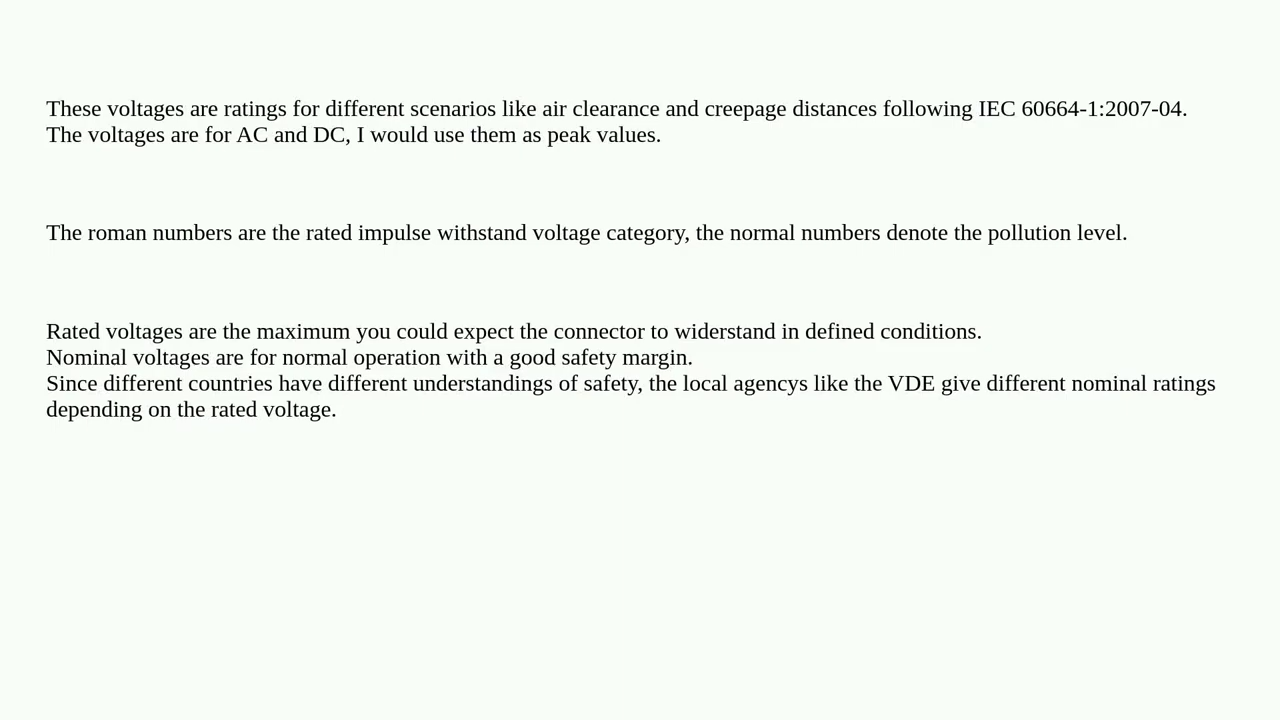 These voltages are ratings for different scenarios like air clearance and creepage distances following IEC 60664-1:2007-04.
The voltages are for AC and DC, I would use them as peak values.
The roman numbers are the rated impulse withstand voltage category, the normal numbers denote the pollution level.
Rated voltages are the maximum you could expect the connector to widerstand in defined conditions.
Nominal voltages are for normal operation with a good safety margin.
Since different countries have different understandings of safety, the local agencys like the VDE give different nominal ratings
depending on the rated voltage.